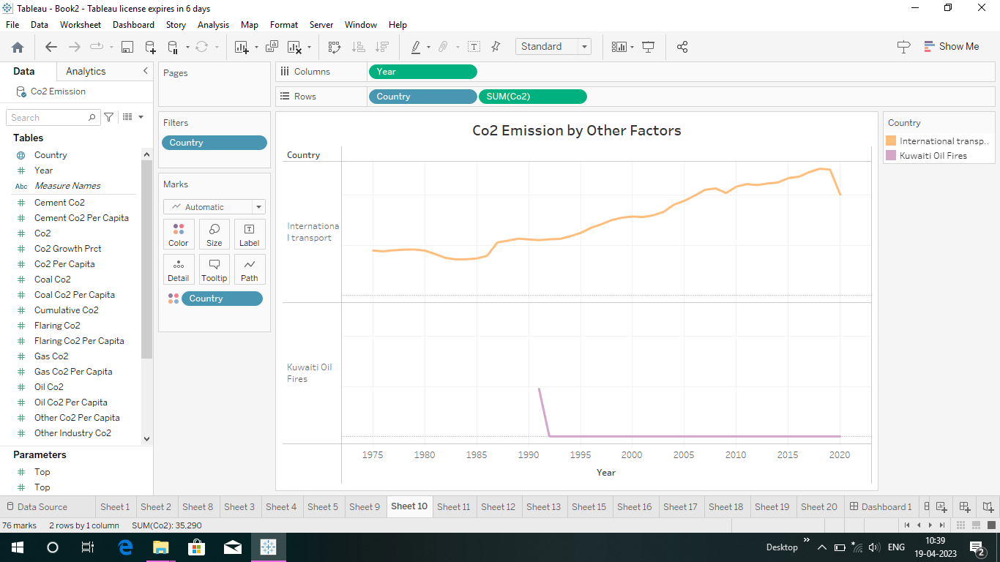 Tableau - Book2 - Tableau license expires in 6 days
File Data Worksheet Dashboard Story Analysis Map Format Server Window Help
Standard
Show Me
Data Analytics
Co2 Emission
Search
Tables
Country
Year
Abc Measure Names
Cement Co2
Cement Co2 Per Capita
Co2
Co2 Growth Prct
Co2 Per Capita
Coal Co2
Coal Co2 Per Capita
Cumulative Co2
Flaring Co2
Flaring Co2 Per Capita
Gas Co2
Gas Co2 Per Capita
Oil Co2
Oil Co2 Per Capita
Other Co2 Per Capita
Other Industry Co2
Parameters
Top
Top
Pages
Filters
Country
Marks
Automatic
Color Size Label
Detail Tooltip Path
Country
Columns Year
Rows Country SUM(Co2)
Co2 Emission by Other Factors
Country
Internationa
l transport
Kuwaiti Oil
Fires
1975 1980 1985 1990 1995 2000 2005 2010 2015 2020
Year
Country
International transp..
Kuwaiti Oil Fires
Data Source Sheet 1 Sheet 2 Sheet 8 Sheet 3 Sheet 4 Sheet 5 Sheet 9 Sheet 10 Sheet 11 Sheet 12 Sheet 13 Sheet 15 Sheet 16 Sheet 17 Sheet 18 Sheet 19 Sheet 20 Dashboard 1
76 marks 2 rows by 1 column SUM(Co2): 35,290
Desktop ENG 10:39
19-04-2023 2